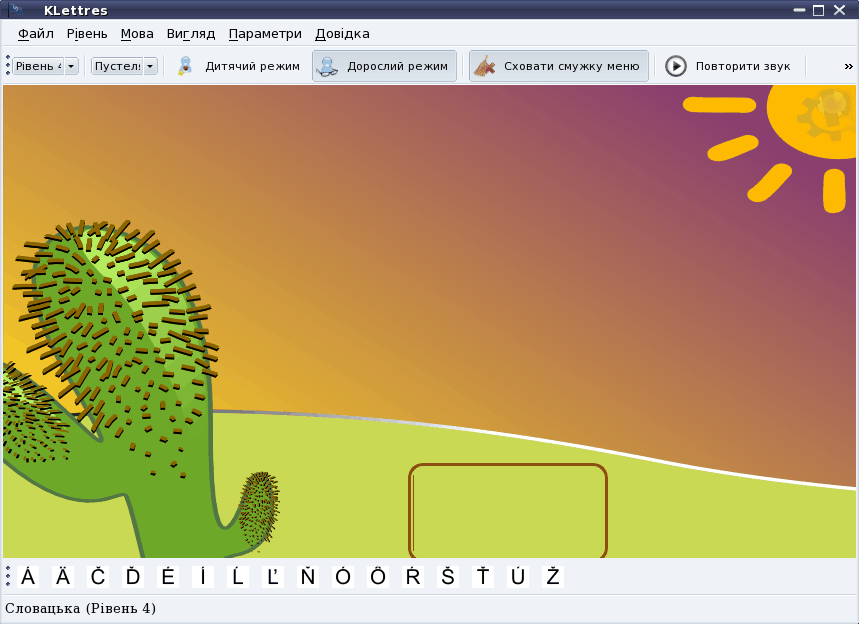 KLettres
Файл Рівень Мова Вигляд Параметри Довідка
Рівень 4 Пустеля Дитячий режим Дорослий режим Сховати смужку меню Повторити звук »
Á Ä Č Ď É Í Ĺ Ľ Ň Ó Ô Ŕ Š Ť Ú Ž
Словацька (Рівень 4)